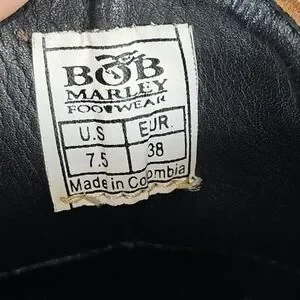 BOB
MARLEY
FOOTWEAR
U.S EUR.
7.5 38
Made in Colombia